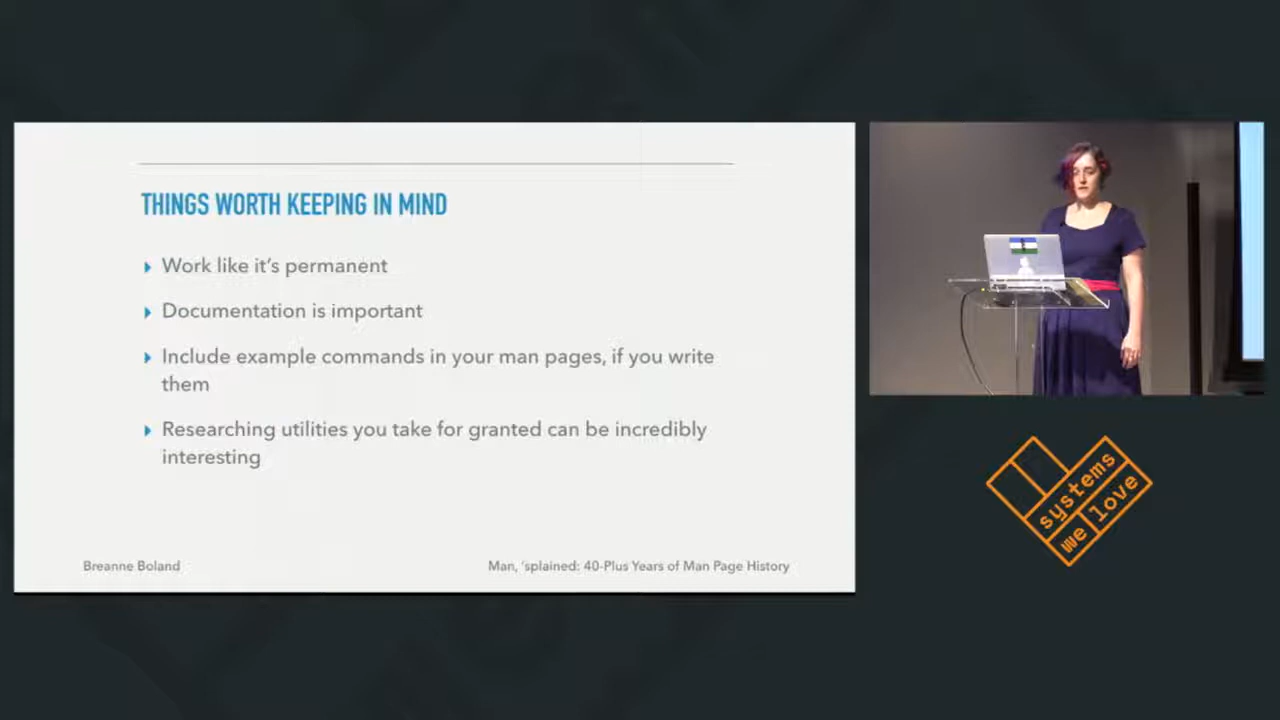 THINGS WORTH KEEPING IN MIND
Work like it's permanent
Documentation is important
Include example commands in your man pages, if you write
them
Researching utilities you take for granted can be incredibly
interesting
Breanne Boland
Man, 'splained: 40-Plus Years of Man Page History
systems
we love